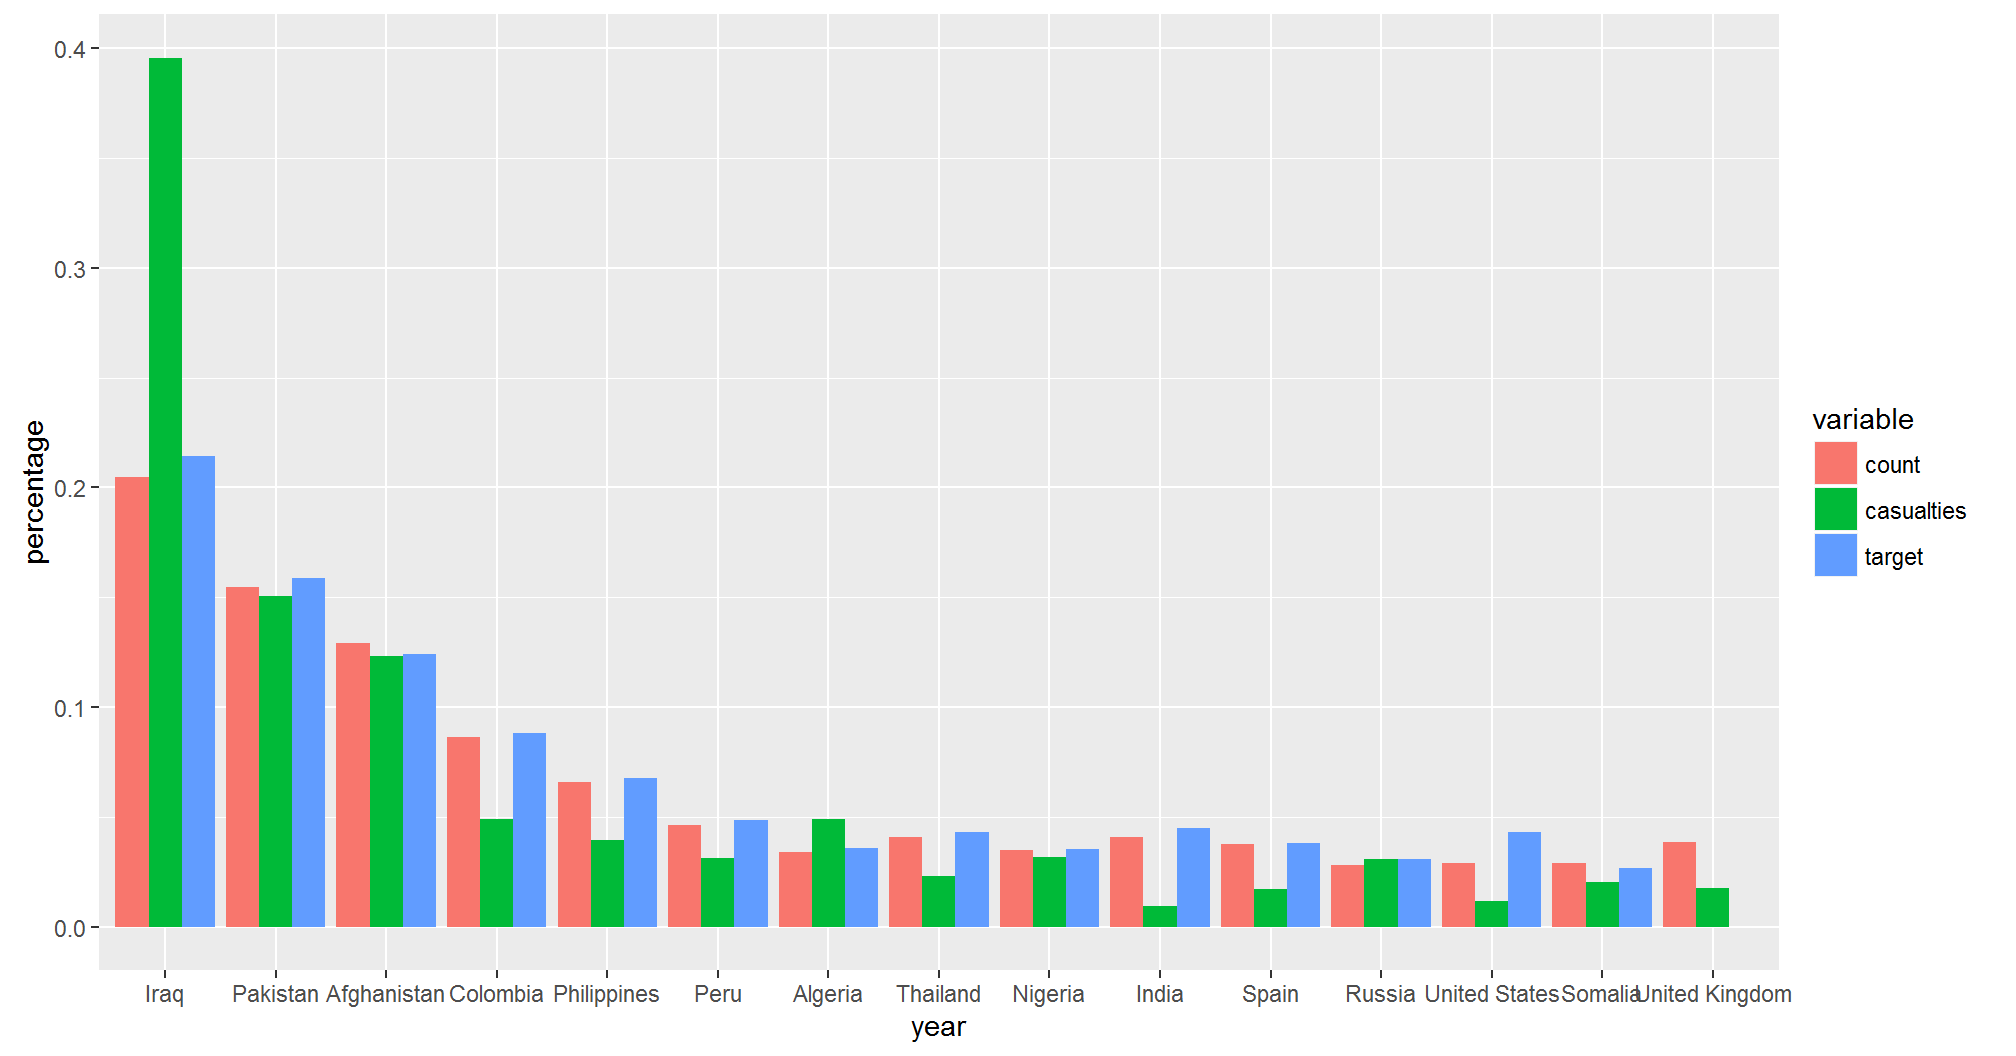 0.4
0.3
0.2
0.1
0.0
percentage
Iraq Pakistan Afghanistan Colombia Philippines Peru Algeria Thailand Nigeria India Spain Russia United States Somalia United Kingdom
year
variable
count
casualties
target